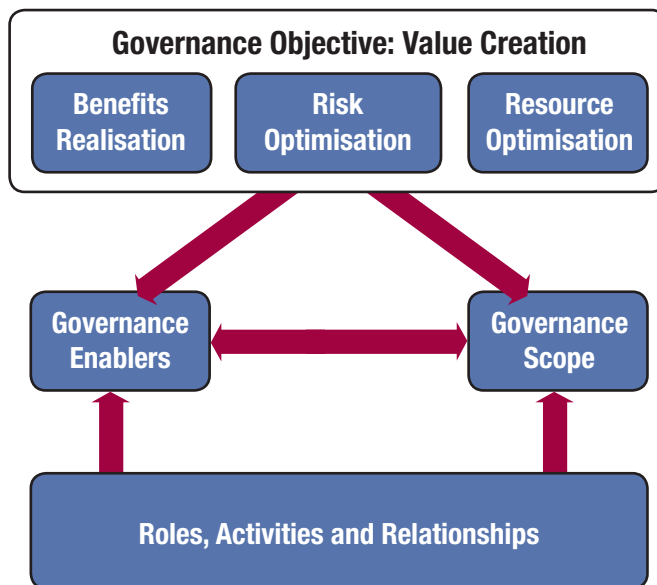 Governance Objective: Value Creation
Benefits
Realisation
Risk
Optimisation
Resource
Optimisation
Governance
Enablers
Governance
Scope
Roles, Activities and Relationships